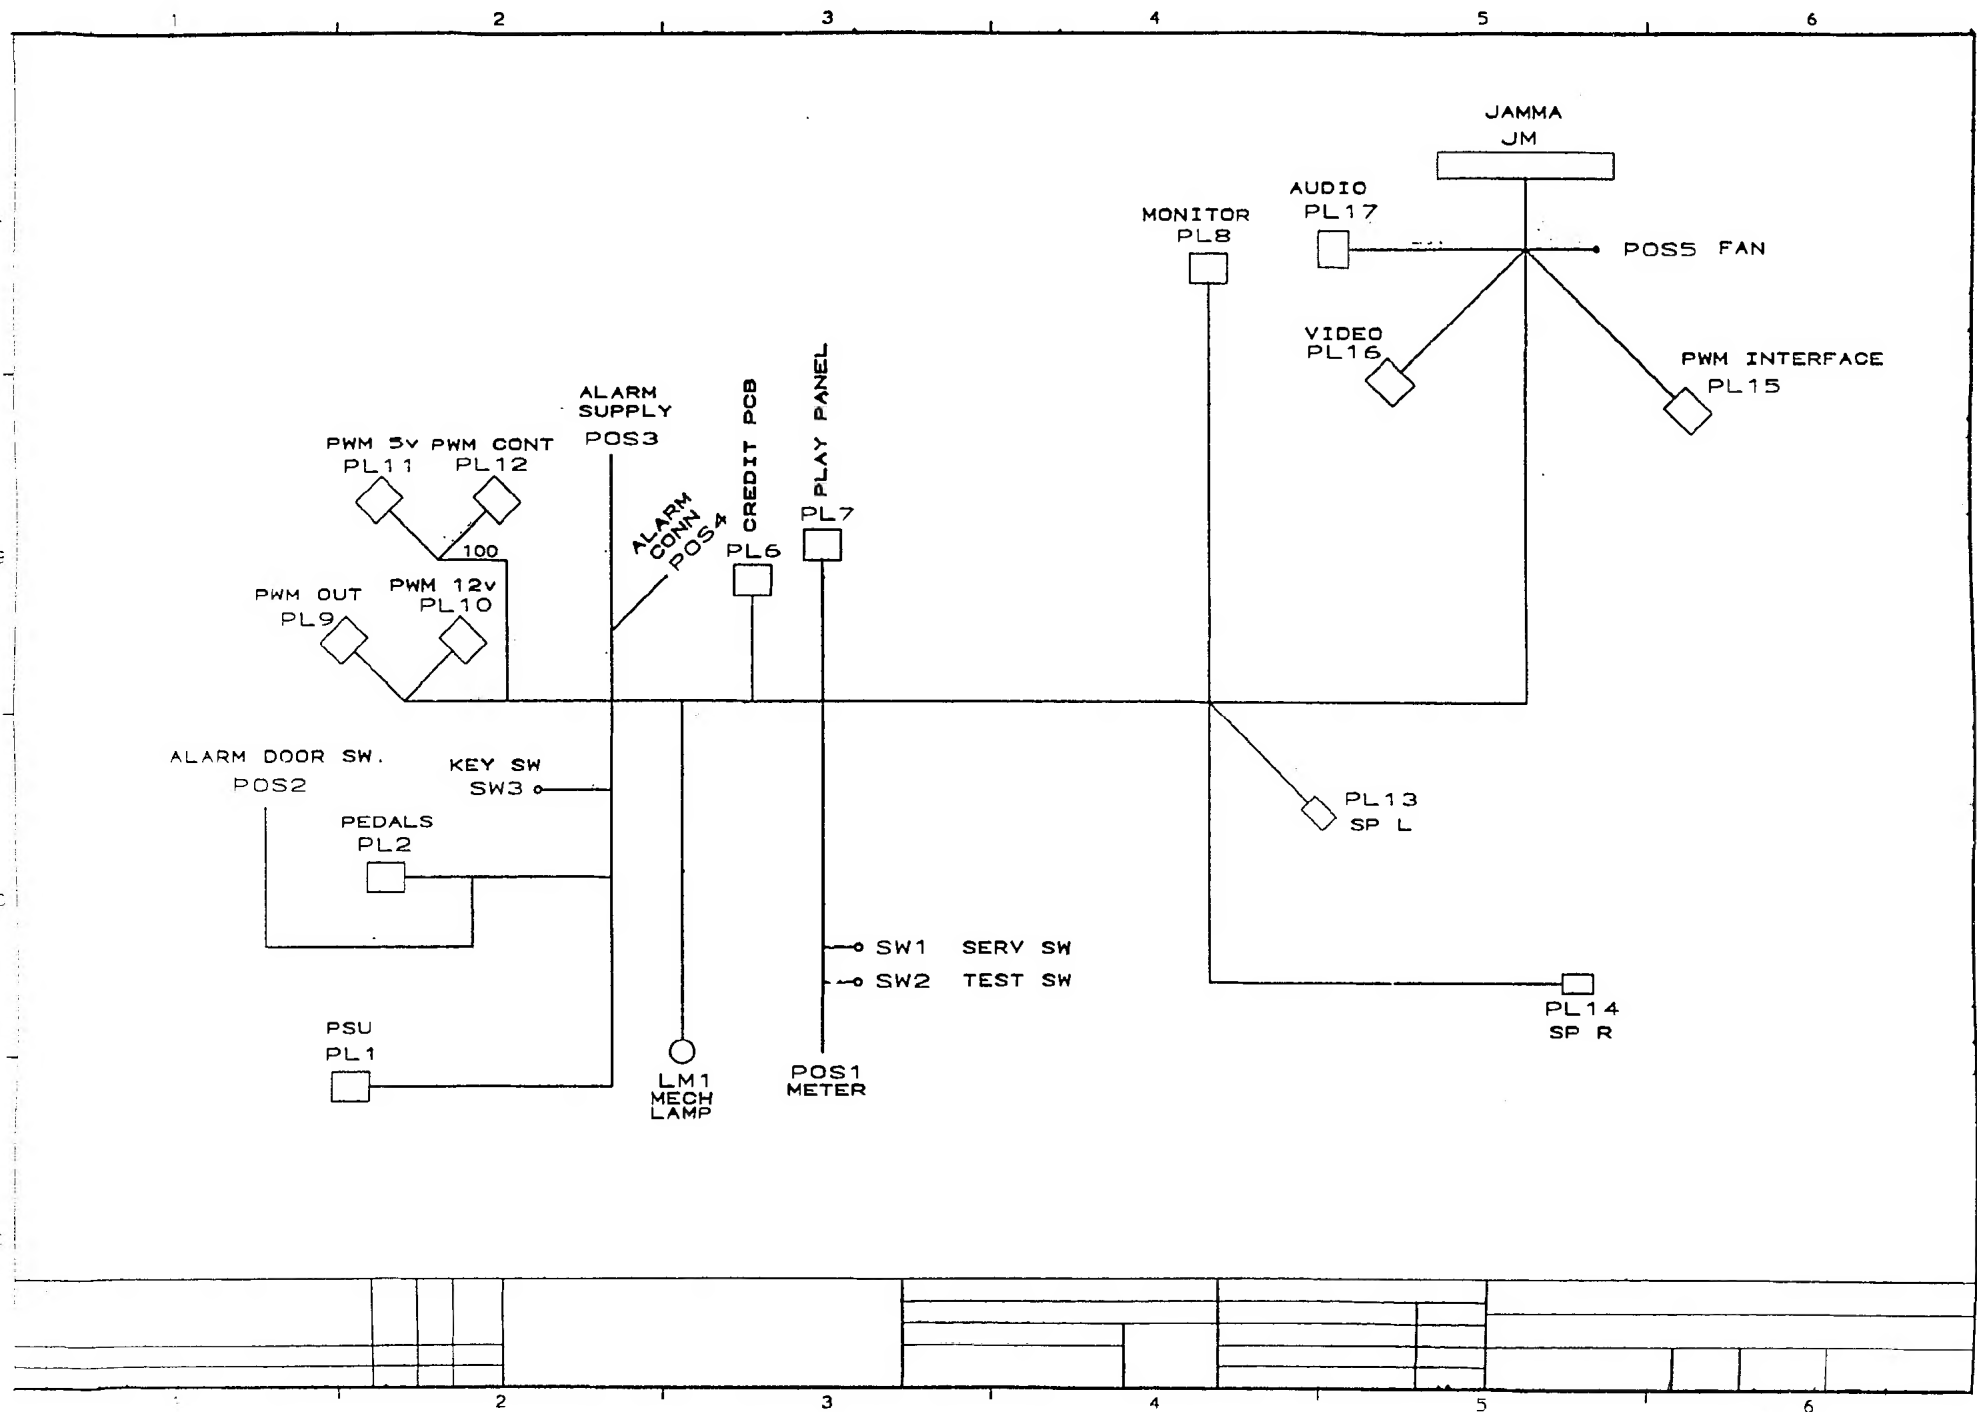 1 2 3 4 5 6
JAMMA
JM
AUDIO
PL17
MONITOR
PL8
POS5 FAN
VIDEO
PL16
PWM INTERFACE
PL15
ALARM
SUPPLY
POS3
PWM 5v
PL11
PWM CONT
PL12
100
ALARM
CONN
POS4
CREDIT PCB
PL6
PLAY PANEL
PL7
PWM OUT
PL9
PWM 12v
PL10
ALARM DOOR SW.
POS2
KEY SW
SW3
PEDALS
PL2
PL13
SP L
SW1 SERV SW
SW2 TEST SW
PL14
SP R
PSU
PL1
LM1
MECH
LAMP
POS1
METER
2 3 4 5 6